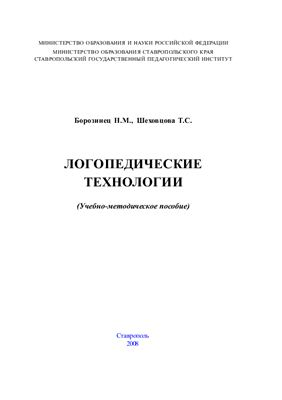 МИНИСТЕРСТВО ОБРАЗОВАНИЯ И НАУКИ РОССИЙСКОЙ ФЕДЕРАЦИИ
МИНИСТЕРСТВО ОБРАЗОВАНИЯ СТАВРОПОЛЬСКОГО КРАЯ
СТАВРОПОЛЬСКИЙ ГОСУДАРСТВЕННЫЙ ПЕДАГОГИЧЕСКИЙ ИНСТИТУТ
Борозинец Н.М., Шеховцова Т.С.
ЛОГОПЕДИЧЕСКИЕ
ТЕХНОЛОГИИ
(Учебно-методическое пособие)
Ставрополь
2008